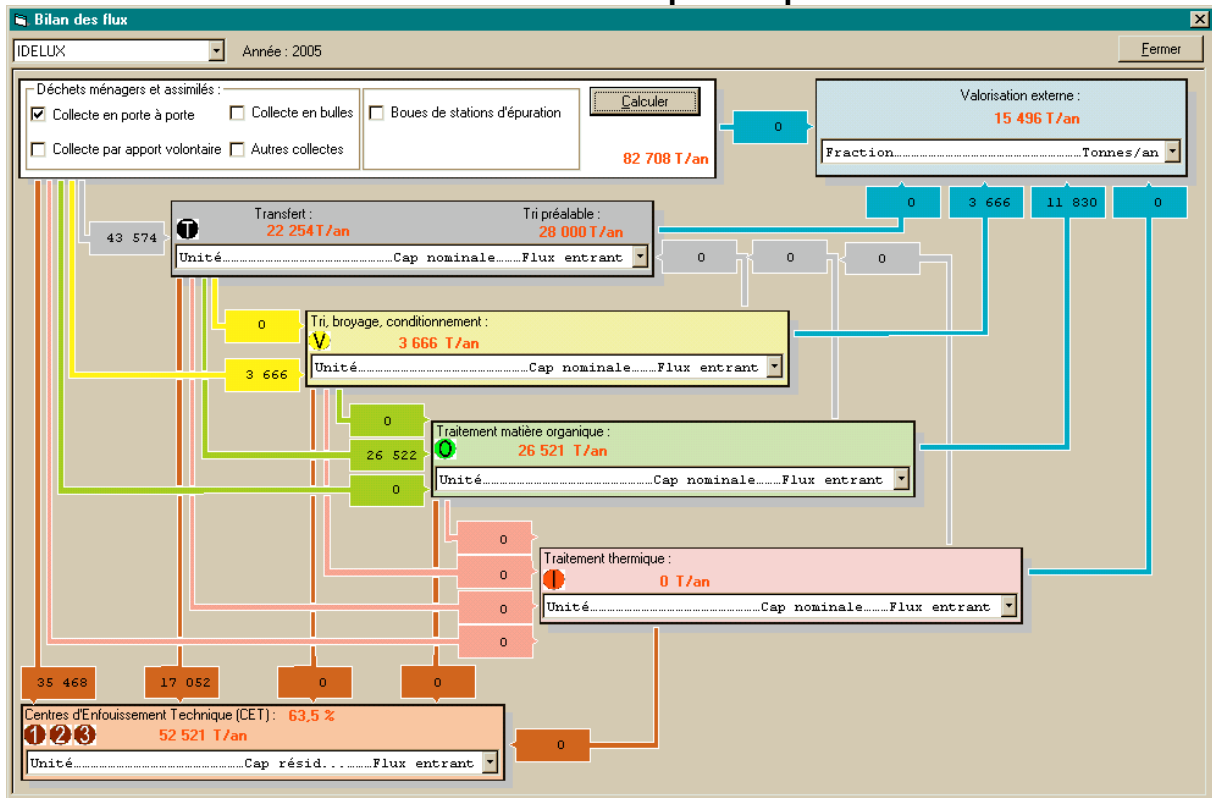 Bilan des flux
IDELUX
Année : 2005
Fermer
Déchets ménagers et assimilés :
Collecte en porte à porte
Collecte en bulles
Boues de stations d'épuration
Calculer
Collecte par apport volontaire
Autres collectes
82 708 T/an
0
Valorisation externe :
15 496 T/an
Fraction.....Tonnes/an
0
3 666
11 830
0
43 574
Transfert :
22 254 T/an
Tri préalable :
28 000 T/an
Unité.....Cap nominale.....Flux entrant
0
0
0
0
3 666
Tri, broyage, conditionnement :
V
3 666 T/an
Unité.....Cap nominale.....Flux entrant
0
26 522
0
Traitement matière organique :
O
26 521 T/an
Unité.....Cap nominale.....Flux entrant
0
0
0
0
Traitement thermique :
I
0 T/an
Unité.....Cap nominale.....Flux entrant
35 468
17 052
0
0
Centres d'Enfouissement Technique (CET) : 63,5 %
1 2 3
52 521 T/an
Unité.....Cap résid........Flux entrant
0